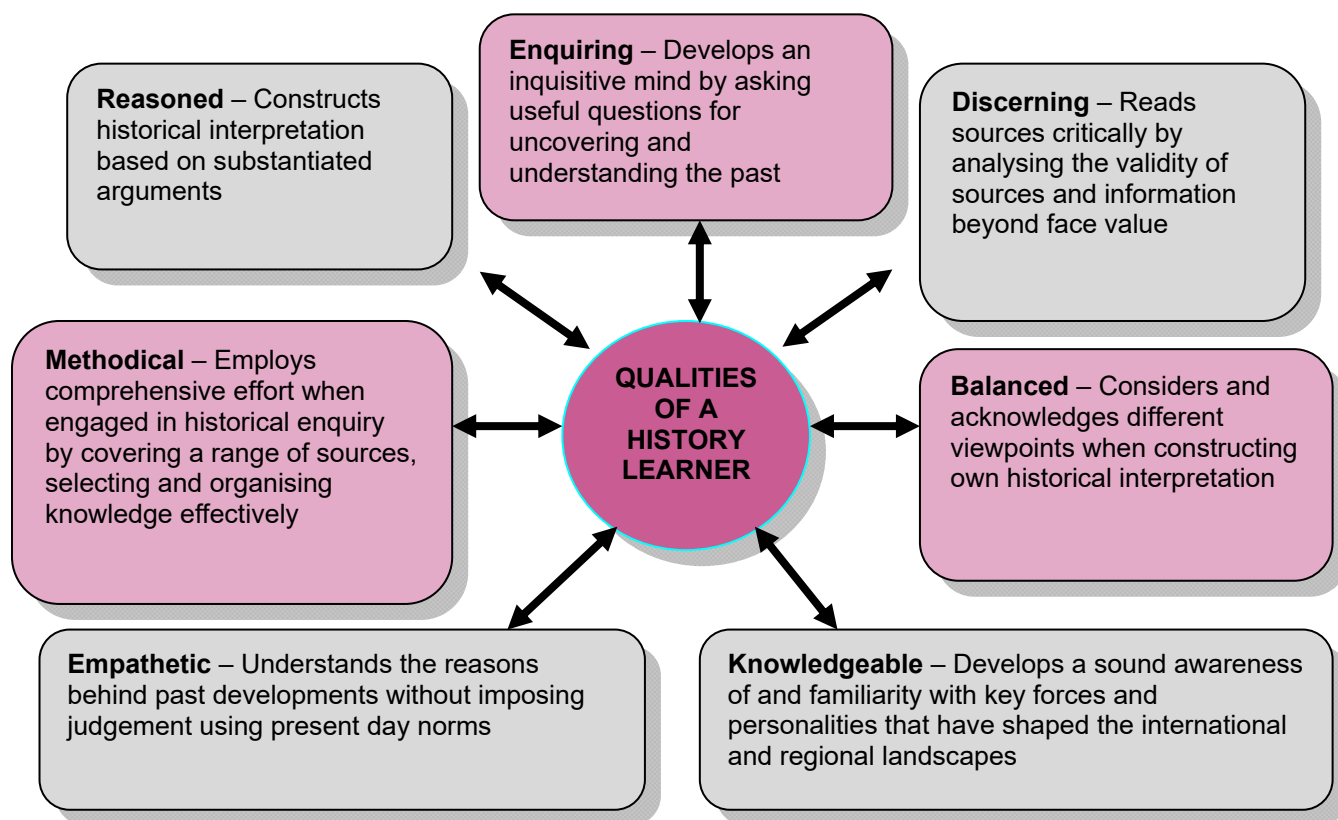 Enquiring – Develops an
inquisitive mind by asking
useful questions for
uncovering and
understanding the past
Reasoned – Constructs
historical interpretation
based on substantiated
arguments
Discerning – Reads
sources critically by
analysing the validity of
sources and information
beyond face value
Methodical – Employs
comprehensive effort when
engaged in historical enquiry
by covering a range of sources,
selecting and organising
knowledge effectively
QUALITIES
OF A
HISTORY
LEARNER
Balanced – Considers and
acknowledges different
viewpoints when constructing
own historical interpretation
Empathetic – Understands the reasons
behind past developments without imposing
judgement using present day norms
Knowledgeable – Develops a sound awareness
of and familiarity with key forces and
personalities that have shaped the international
and regional landscapes